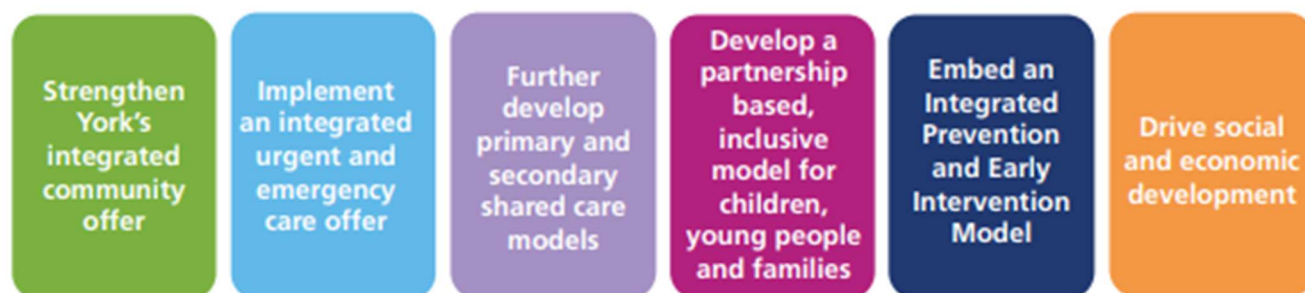 Strengthen
York's
integrated
community
offer
Implement
an integrated
urgent and
emergency
care offer
Further
develop
primary and
secondary
shared care
models
Develop a
partnership
based,
inclusive
model for
children,
young people
and families
Embed an
Integrated
Prevention
and Early
Intervention
Model
Drive social
and economic
development